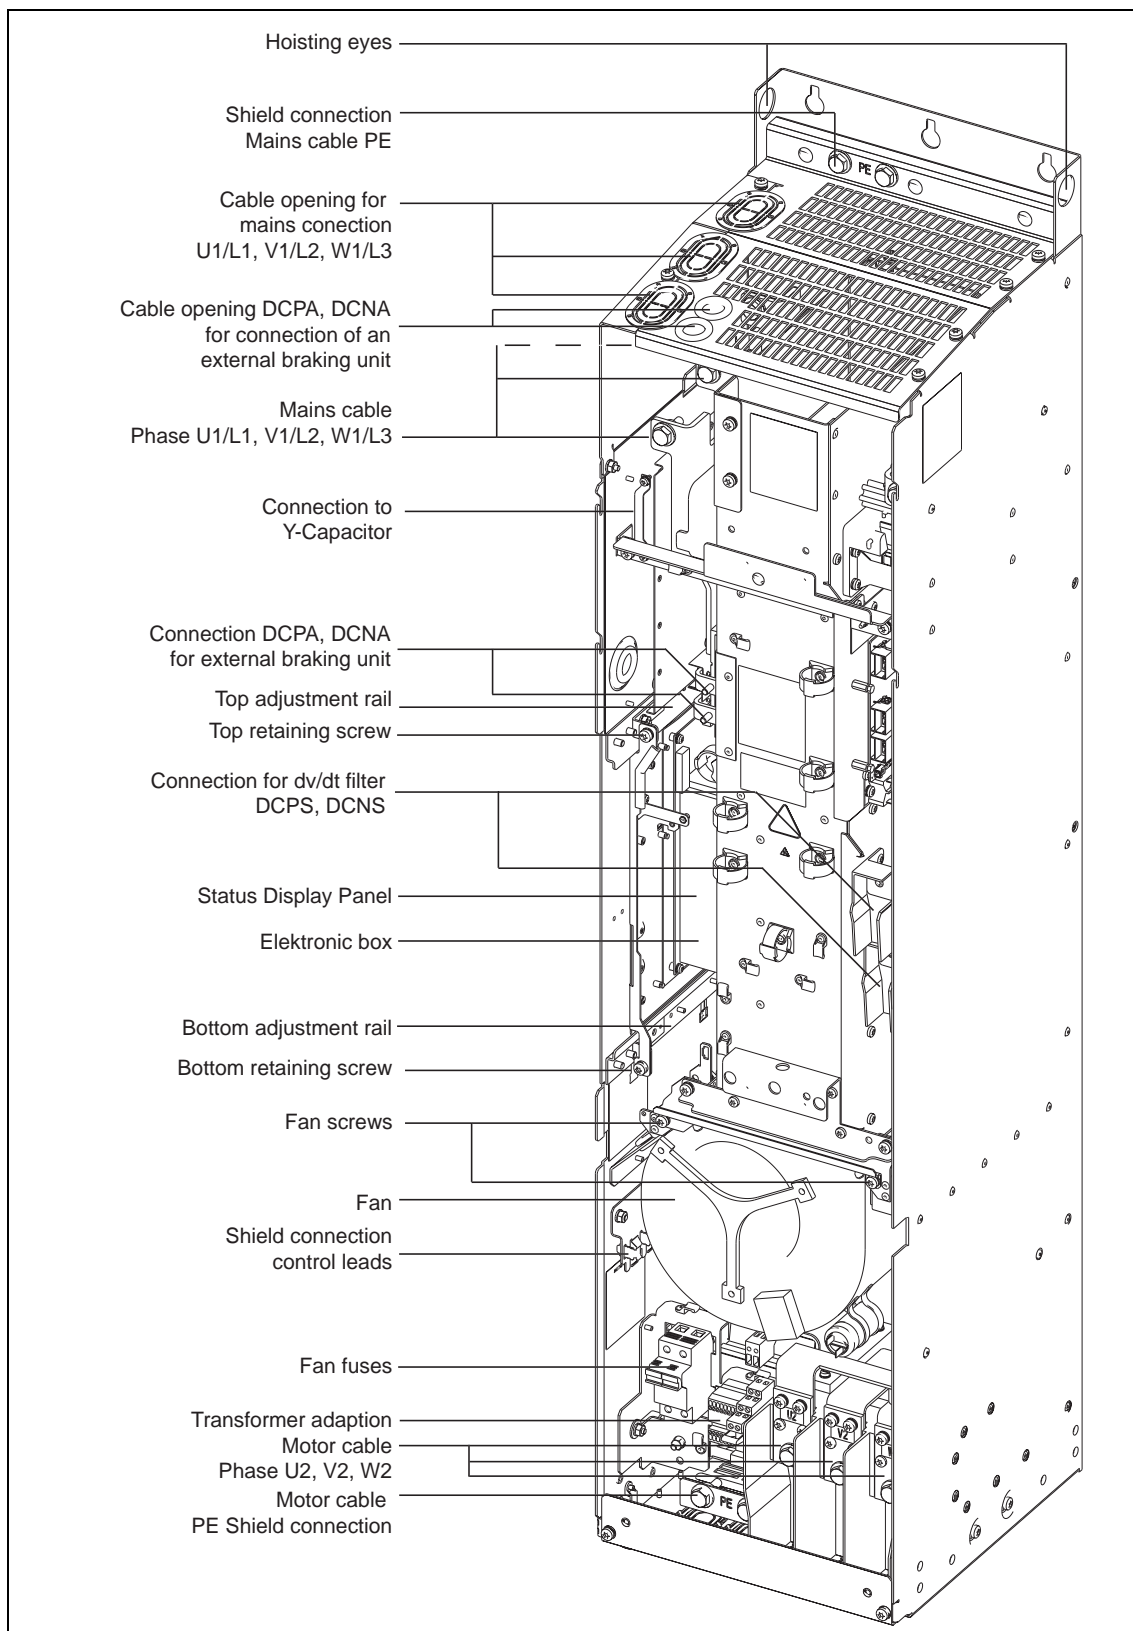 Hoisting eyes
Shield connection
Mains cable PE
PE
Cable opening for
mains conection
U1/L1, V1/L2, W1/L3
Cable opening DCPA, DCNA
for connection of an
external braking unit
Mains cable
Phase U1/L1, V1/L2, W1/L3
Connection to
Y-Capacitor
Connection DCPA, DCNA
for external braking unit
Top adjustment rail
Top retaining screw
Connection for dv/dt filter
DCPS, DCNS
Status Display Panel
Elektronic box
Bottom adjustment rail
Bottom retaining screw
Fan screws
Fan
Shield connection
control leads
Fan fuses
Transformer adaption
Motor cable
Phase U2, V2, W2
Motor cable
PE Shield connection
U2
V2
PE